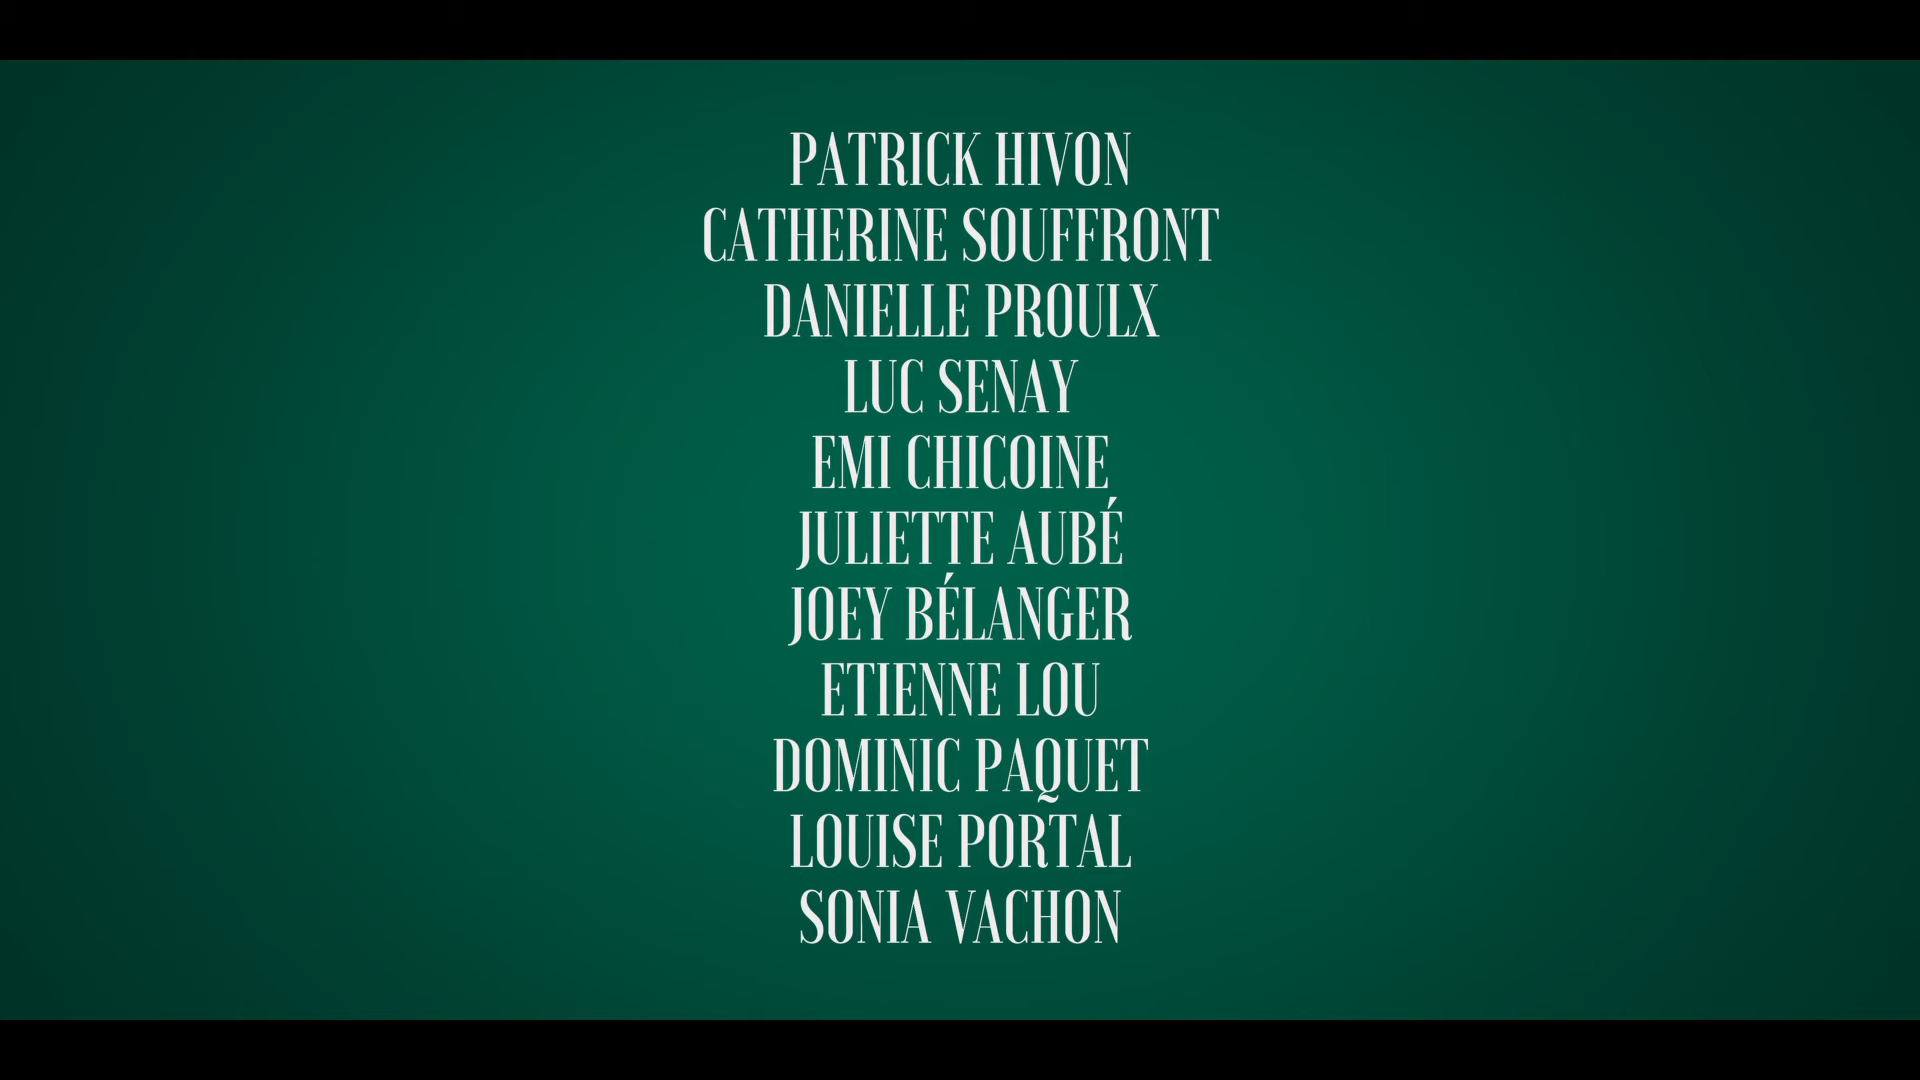 PATRICK HIVON
CATHERINE SOUFFRONT
DANIELLE PROULX
LUC SENAY
EMI CHICOINE
JULIETTE AUBÉ
JOEY BÉLANGER
ETIENNE LOU
DOMINIC PAQUET
LOUISE PORTAL
SONIA VACHON